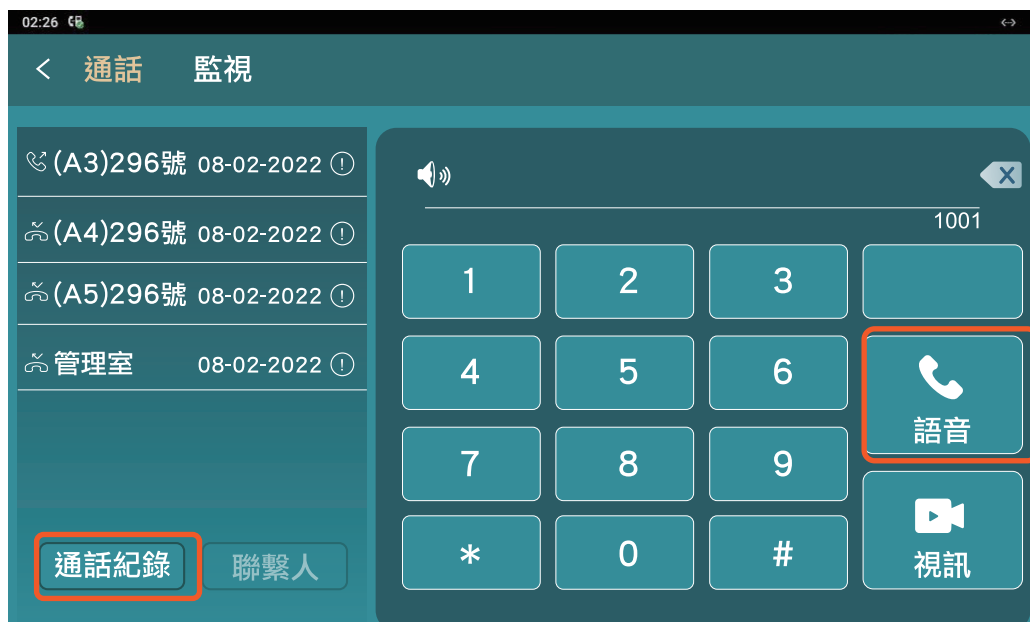 02:26
< 通話 監視
(A3)296號 08-02-2022
(A4)296號 08-02-2022
(A5)296號 08-02-2022
管理室 08-02-2022
通話紀錄 聯繫人
1001
1 2 3
4 5 6
語音
7 8 9
* 0 #
視訊